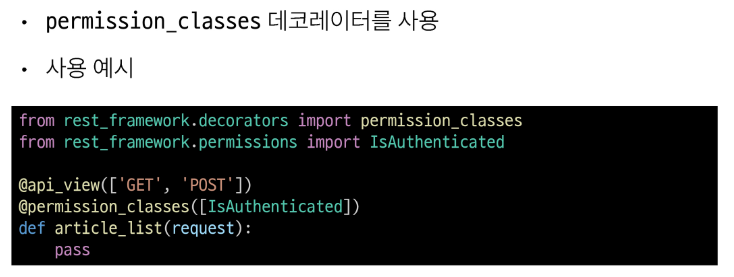 • permission_classes 데코레이터를 사용
• 사용 예시
from rest_framework.decorators import permission_classes
from rest_framework.permissions import IsAuthenticated

@api_view(['GET', 'POST'])
@permission_classes([IsAuthenticated])
def article_list(request):
    pass